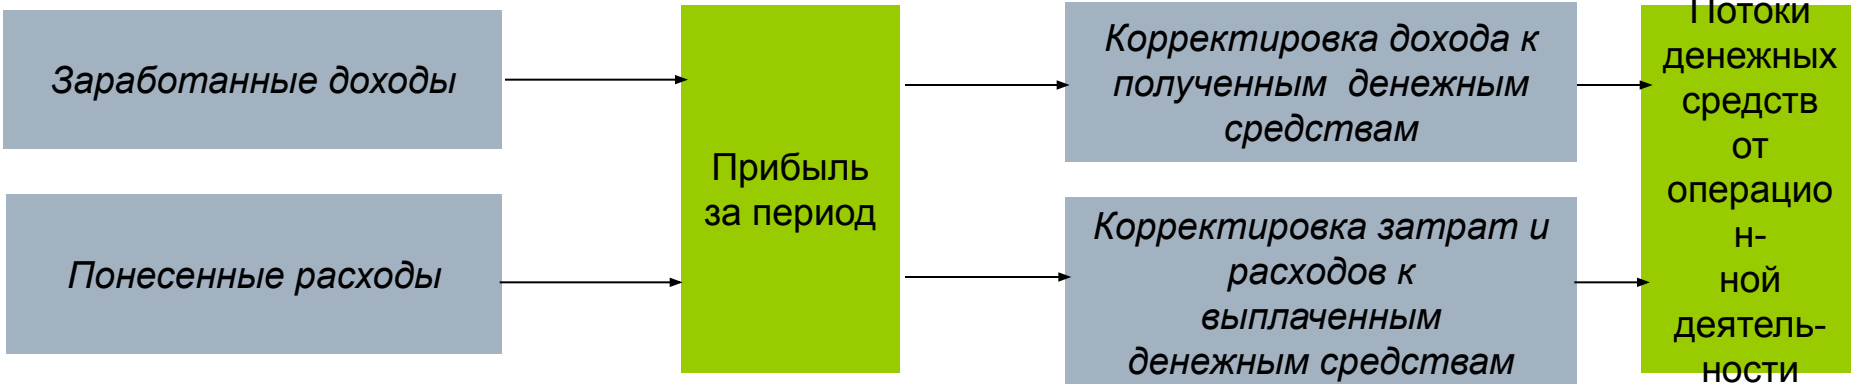 Заработанные доходы
Понесенные расходы
Прибыль
за период
Корректировка дохода к
полученным денежным
средствам
Корректировка затрат и
расходов к
выплаченным
денежным средствам
Потоки
денежных
средств
от
операцио
н-
ной
деятель-
ности